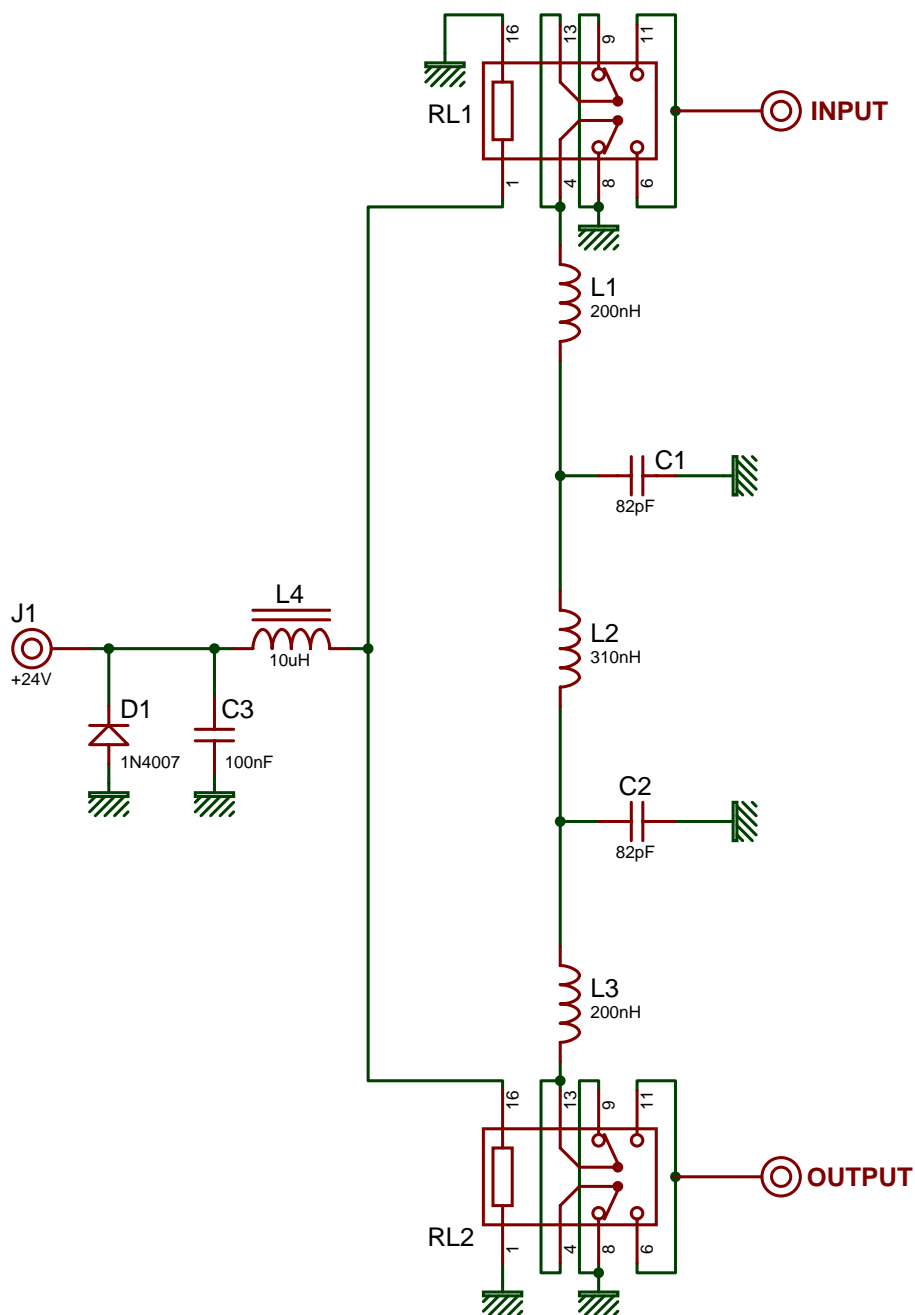 16
13
9
11
RL1
INPUT
1
4
8
6
L1
200nH
C1
82pF
J1
+24V
L4
10uH
L2
310nH
D1
1N4007
C3
100nF
C2
82pF
L3
200nH
16
13
9
11
OUTPUT
RL2
1
4
8
6